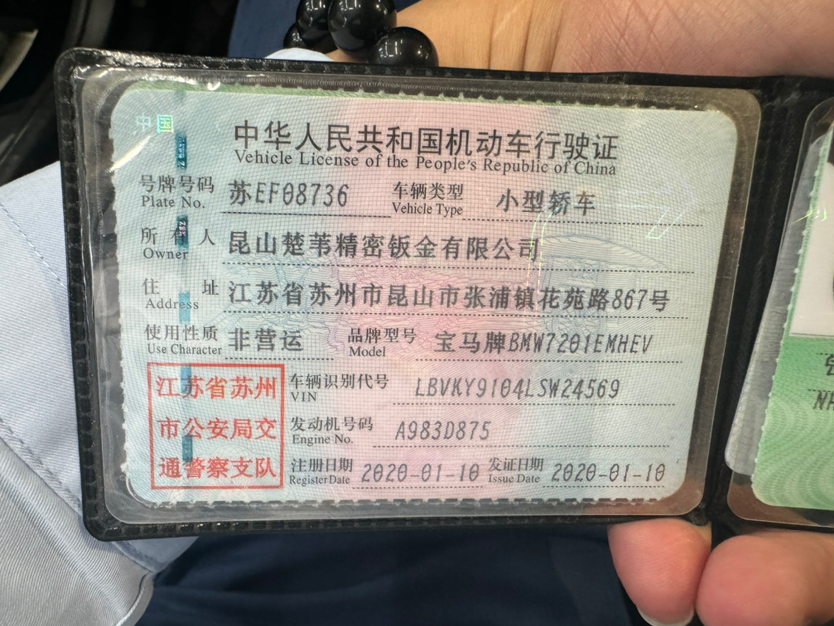 中国
中华人民共和国机动车行驶证
Vehicle License of the People's Republic of China
号牌号码 苏EF08736 车辆类型 小型轿车
Plate No. Vehicle Type
所有人 昆山楚苇精密钣金有限公司
Owner
住址 江苏省苏州市昆山市张浦镇花苑路867号
Address
使用性质 非营运 品牌型号 宝马牌BMW7201EMHEV
Use Character Model
江苏省苏州 车辆识别代号 LBVKY9104LSW24569
VIN
市公安局交 发动机号码 A983D875
Engine No.
通警察支队 注册日期 2020-01-10 发证日期 2020-01-10
Register Date Issue Date